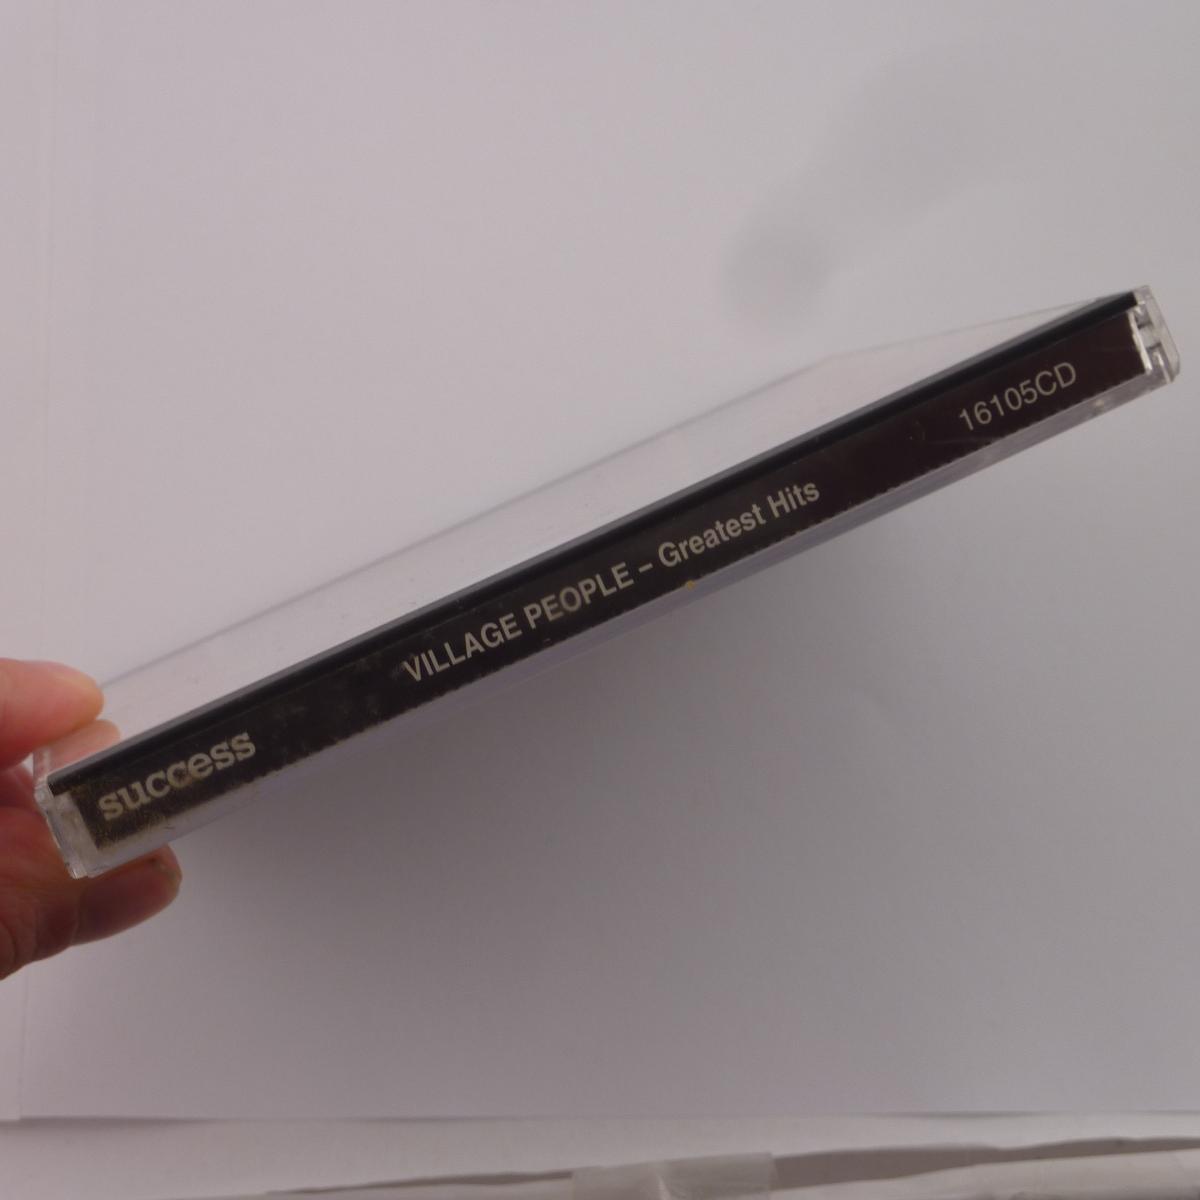 success VILLAGE PEOPLE – Greatest Hits 16105CD